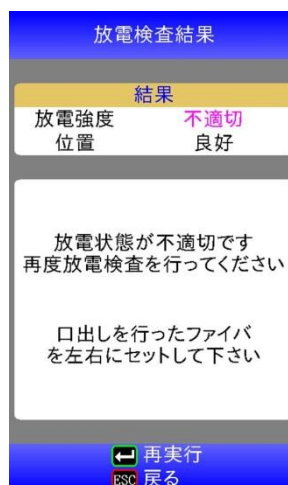 放電検査結果
結果
放電強度 不適切
位置 良好
放電状態が不適切です
再度放電検査を行ってください
口出しを行ったファイバ
を左右にセットして下さい
再実行
ESC 戻る